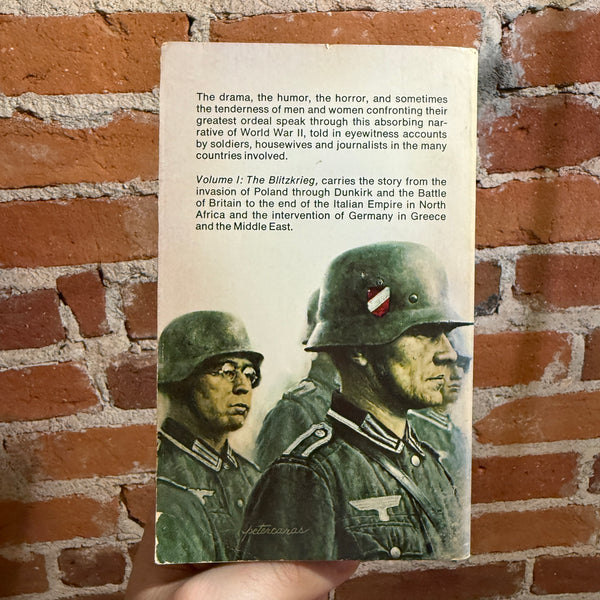 The drama, the humor, the horror, and sometimes
the tenderness of men and women confronting their
greatest ordeal speak through this absorbing nar-
rative of World War II, told in eyewitness accounts
by soldiers, housewives and journalists in the many
countries involved.
Volume I: The Blitzkrieg, carries the story from the
invasion of Poland through Dunkirk and the Battle
of Britain to the end of the Italian Empire in North
Africa and the intervention of Germany in Greece
and the Middle East.
petercaras